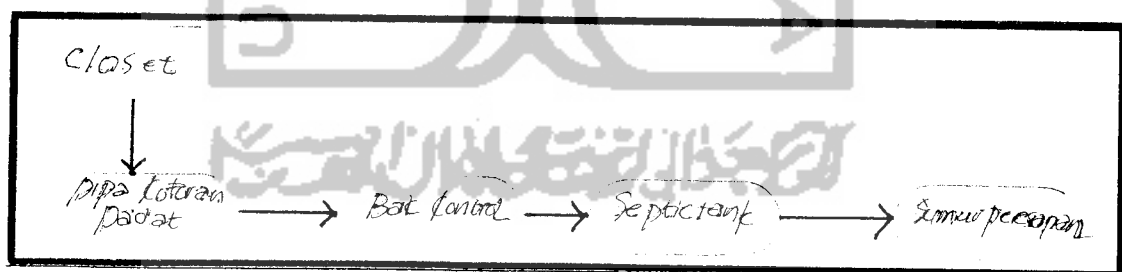 Closet
Pipa kotoran
Padat
Bak kontrol
Septictank
Sumur peresapan